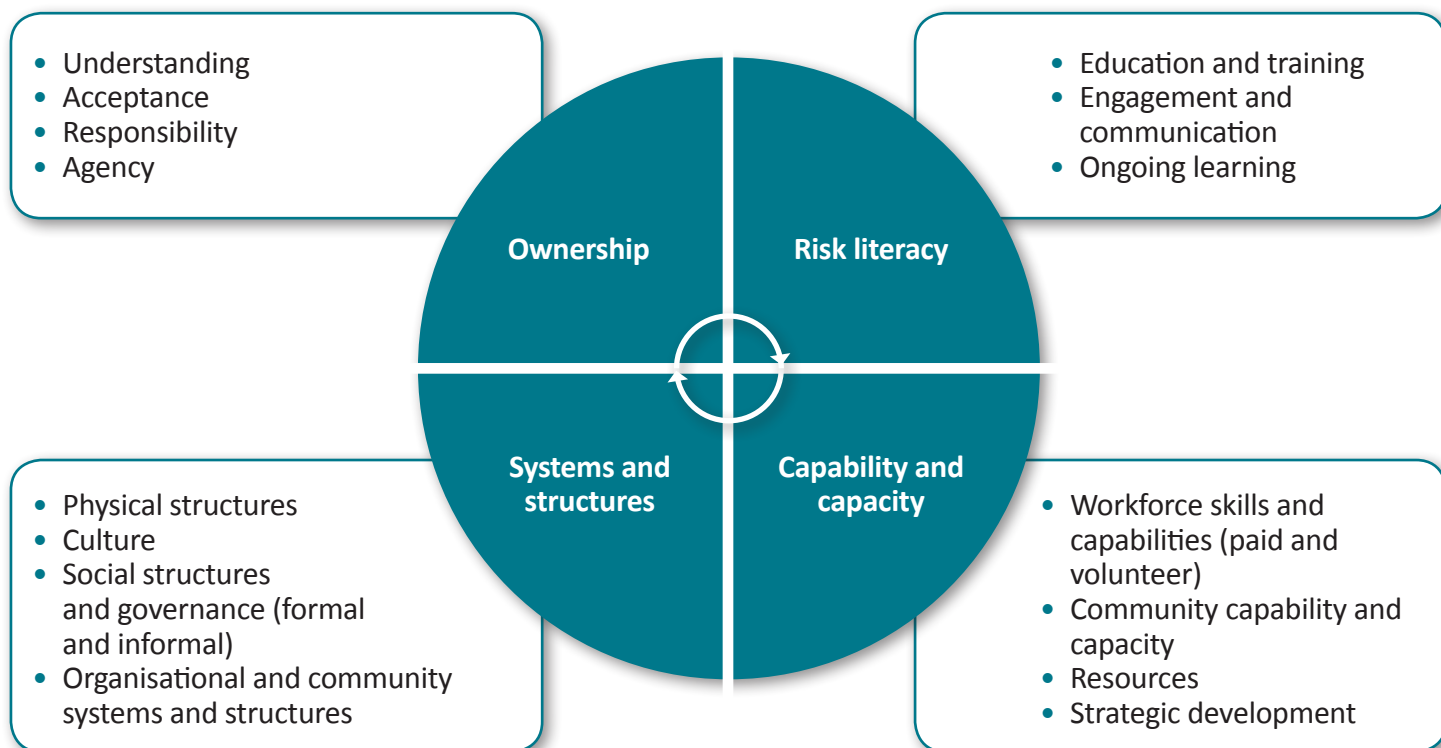 • Understanding
• Acceptance
• Responsibility
• Agency
• Education and training
• Engagement and
communication
• Ongoing learning
Ownership
Risk literacy
Systems and
structures
Capability and
capacity
• Physical structures
• Culture
• Social structures
and governance (formal
and informal)
• Organisational and community
systems and structures
• Workforce skills and
capabilities (paid and
volunteer)
• Community capability and
capacity
• Resources
• Strategic development